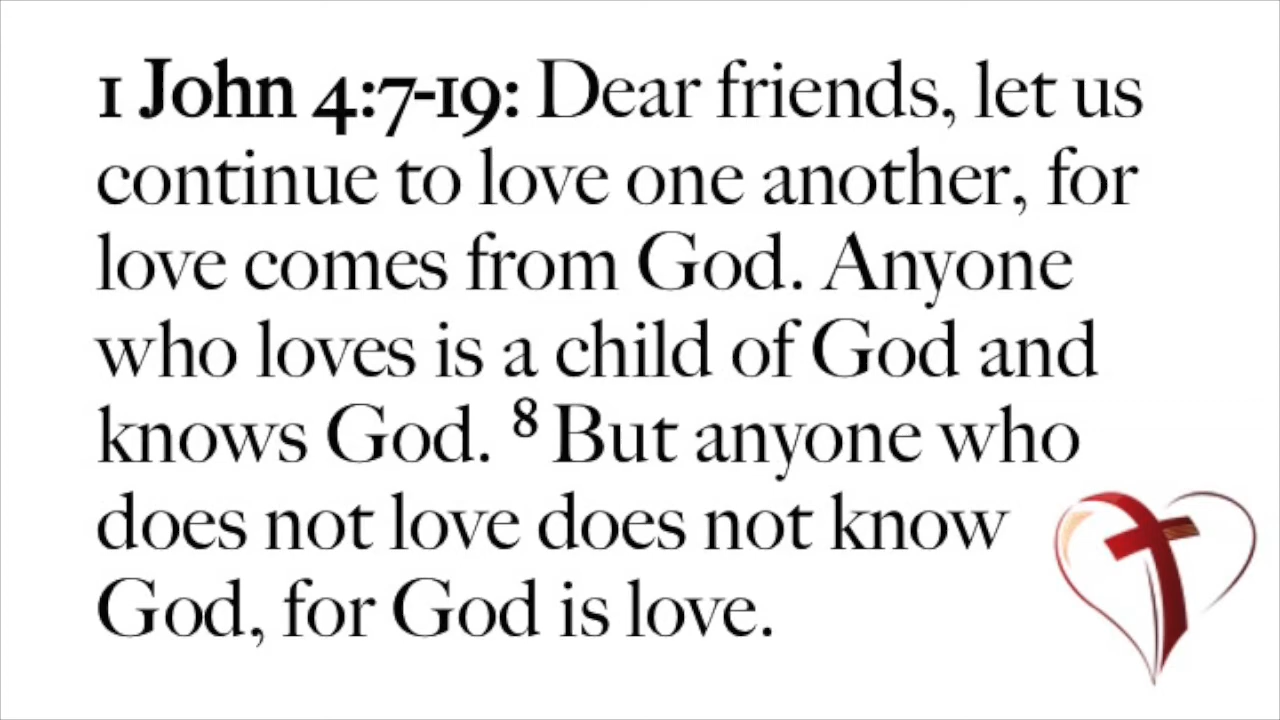 1 John 4:7-19: Dear friends, let us
continue to love one another, for
love comes from God. Anyone
who loves is a child of God and
knows God. 8 But anyone who
does not love does not know
God, for God is love.